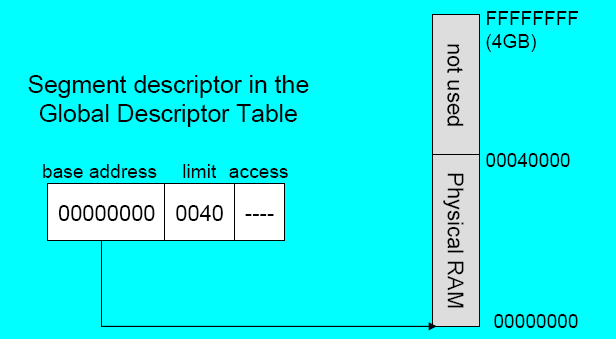 Segment descriptor in the
Global Descriptor Table
base address limit access
00000000 0040 ----
FFFFFFFF
(4GB)
not used
00040000
Physical RAM
00000000